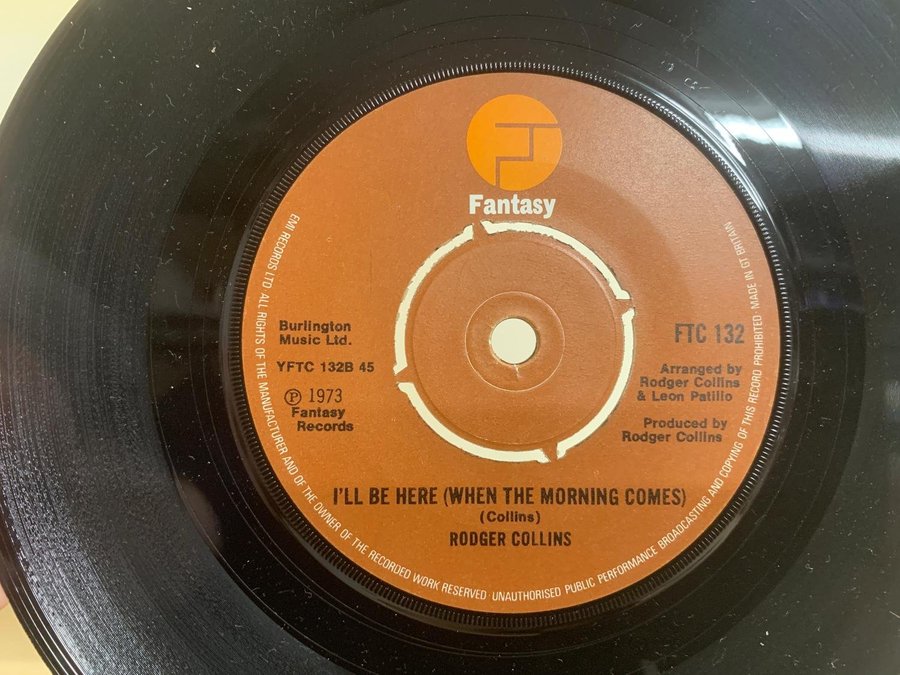 Fantasy
Burlington
Music Ltd.
YFTC 132B 45
Ⓟ 1973
Fantasy
Records
FTC 132
Arranged by
Rodger Collins
& Leon Patillo
Produced by
Rodger Collins
I'LL BE HERE (WHEN THE MORNING COMES)
(Collins)
RODGER COLLINS
EMI RECORDS LTD. ALL RIGHTS OF THE MANUFACTURER AND OF THE OWNER OF THE RECORDED WORK RESERVED · UNAUTHORISED PUBLIC PERFORMANCE BROADCASTING AND COPYING OF THIS RECORD PROHIBITED. MADE IN GT BRITAIN